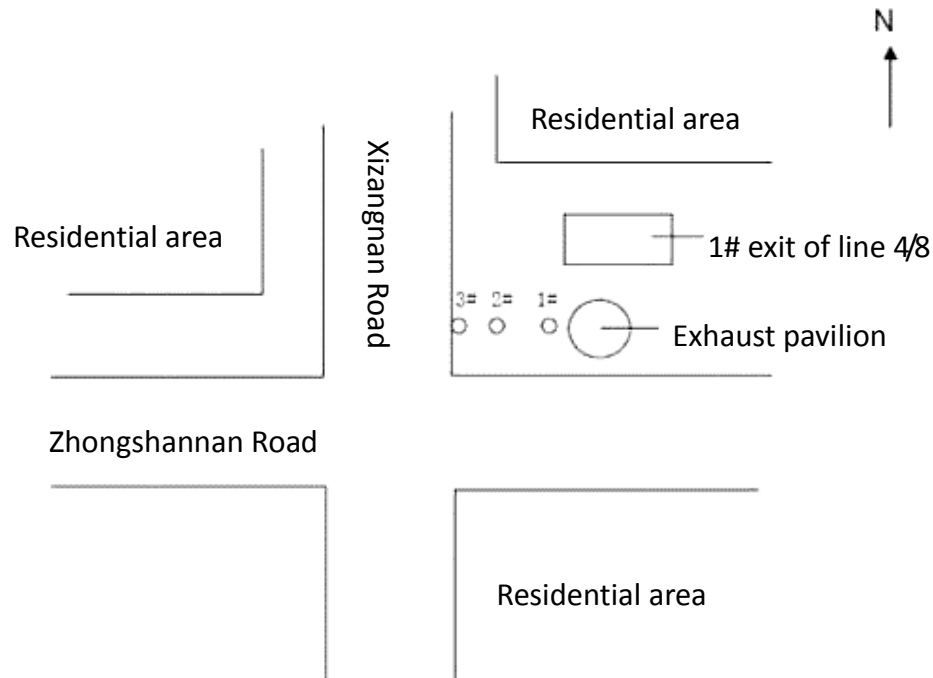 N
Residential area
Xizangnan Road
Residential area
1# exit of line 4/8
3# 2# 1#
Exhaust pavilion
Zhongshannan Road
Residential area